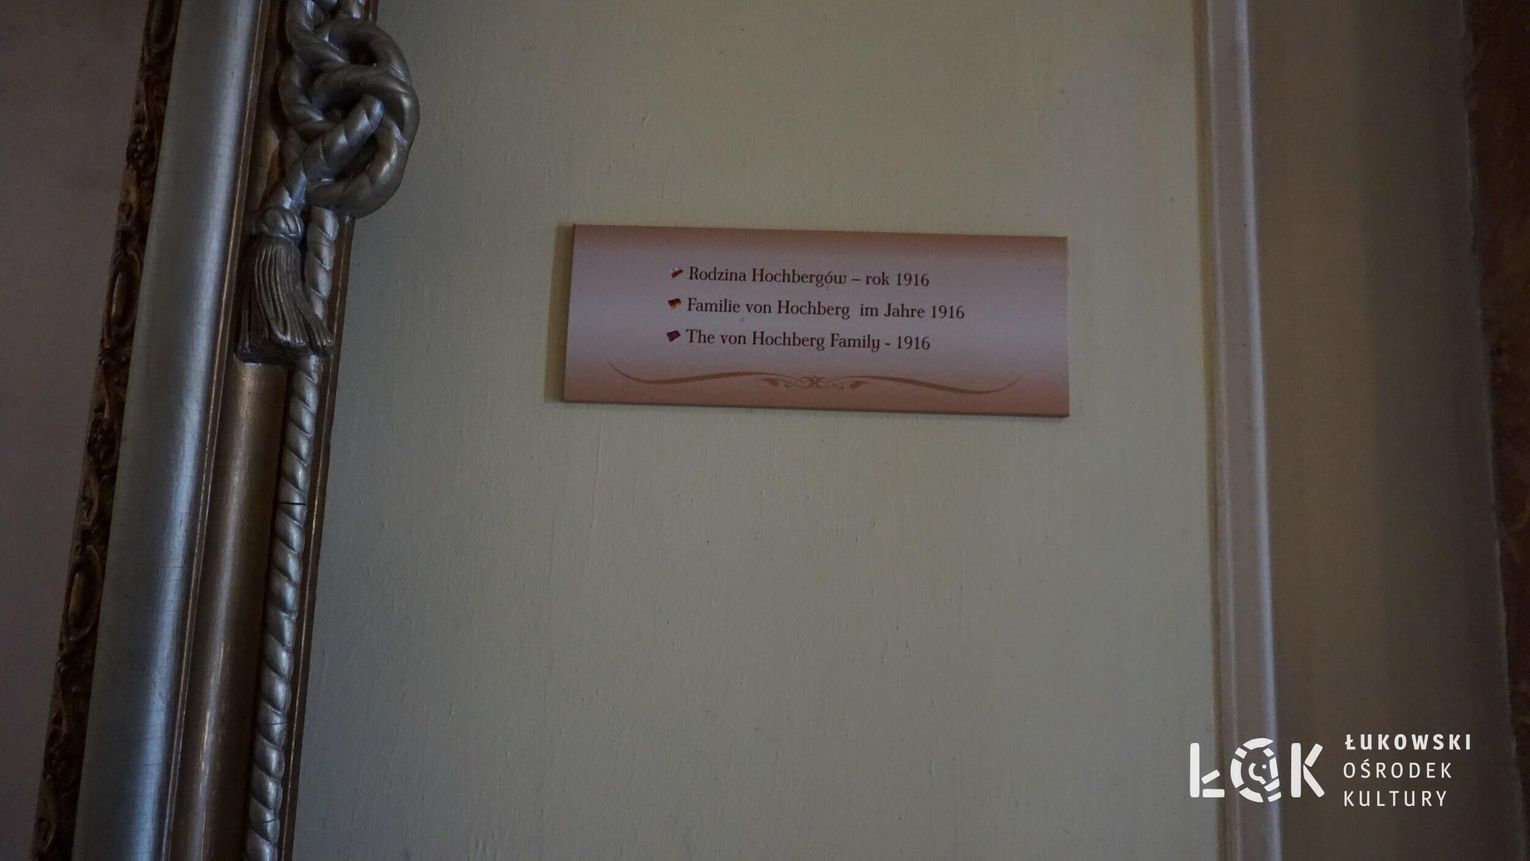 Rodzina Hochbergów – rok 1916
Familie von Hochberg im Jahre 1916
The von Hochberg Family - 1916
ŁOK
ŁUKOWSKI
OŚRODEK
KULTURY